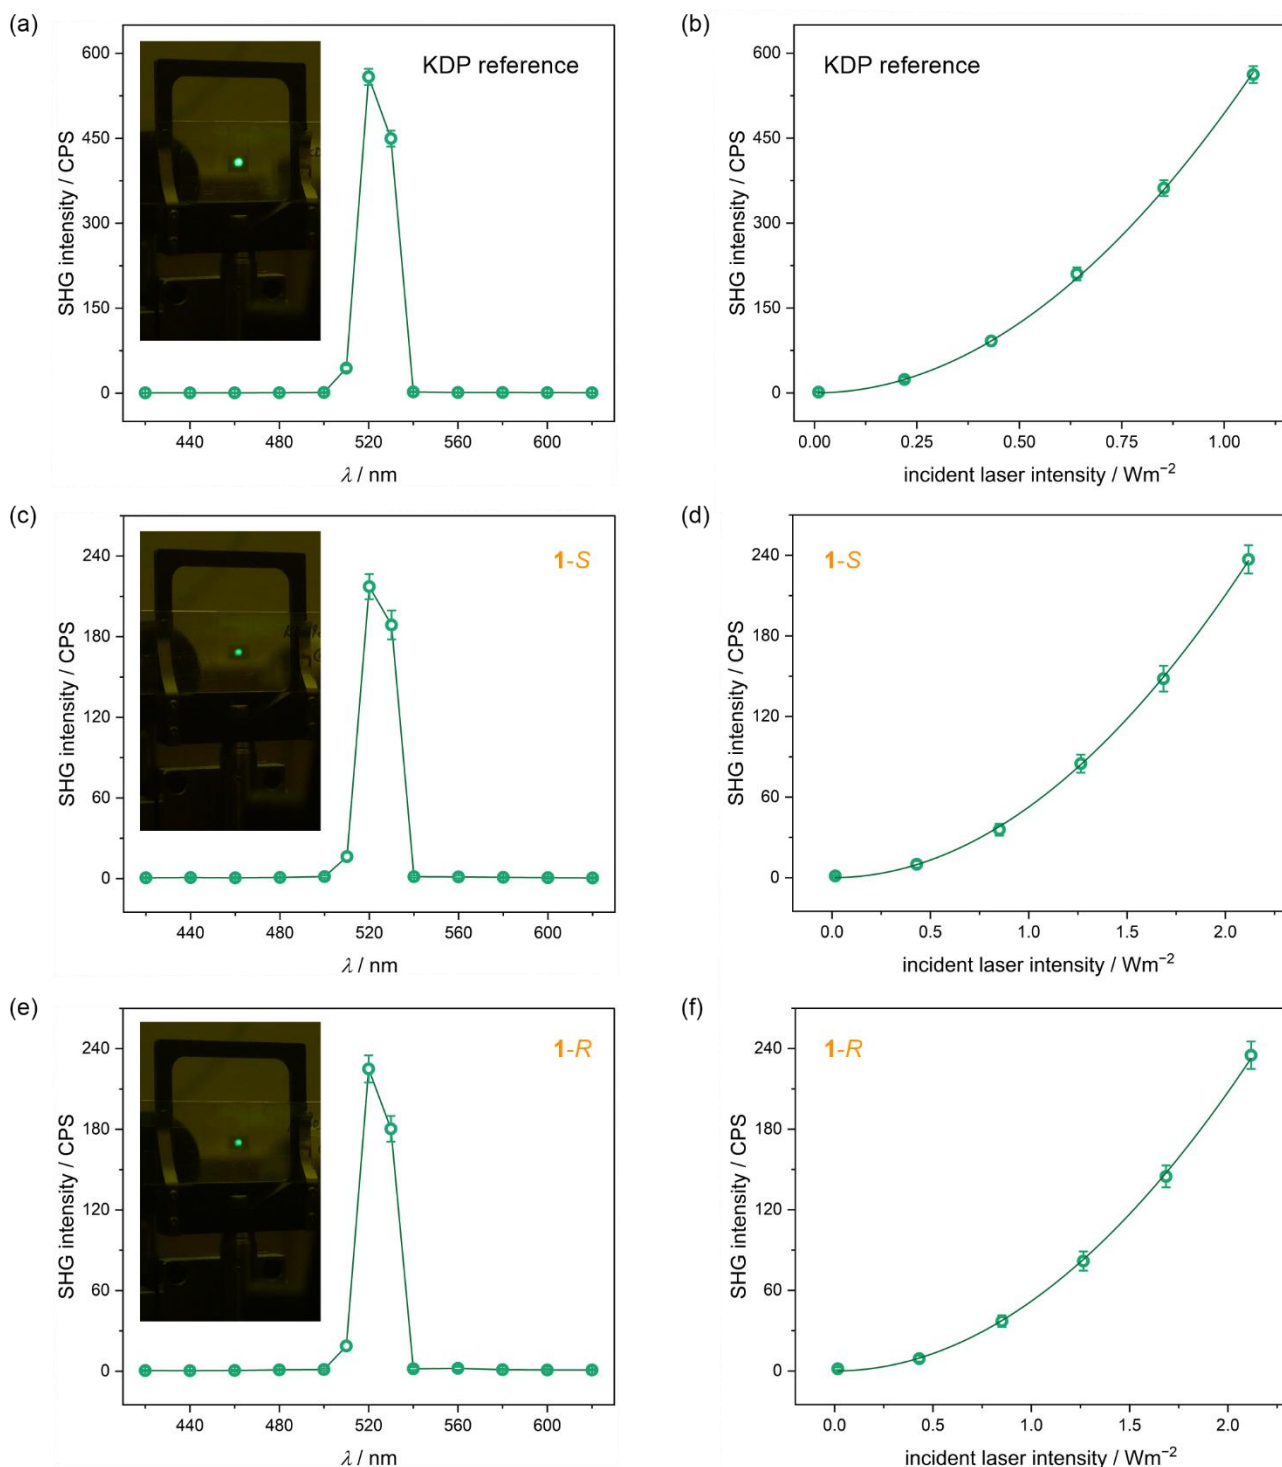 (a)
KDP reference
SHG intensity / CPS
600
450
300
150
0
440 480 520 560 600
λ / nm
(b)
KDP reference
SHG intensity / CPS
600
450
300
150
0
0.00 0.25 0.50 0.75 1.00
incident laser intensity / Wm⁻²
(c)
1-S
SHG intensity / CPS
240
180
120
60
0
440 480 520 560 600
λ / nm
(d)
1-S
SHG intensity / CPS
240
180
120
60
0
0.0 0.5 1.0 1.5 2.0
incident laser intensity / Wm⁻²
(e)
1-R
SHG intensity / CPS
240
180
120
60
0
440 480 520 560 600
λ / nm
(f)
1-R
SHG intensity / CPS
240
180
120
60
0
0.0 0.5 1.0 1.5 2.0
incident laser intensity / Wm⁻²